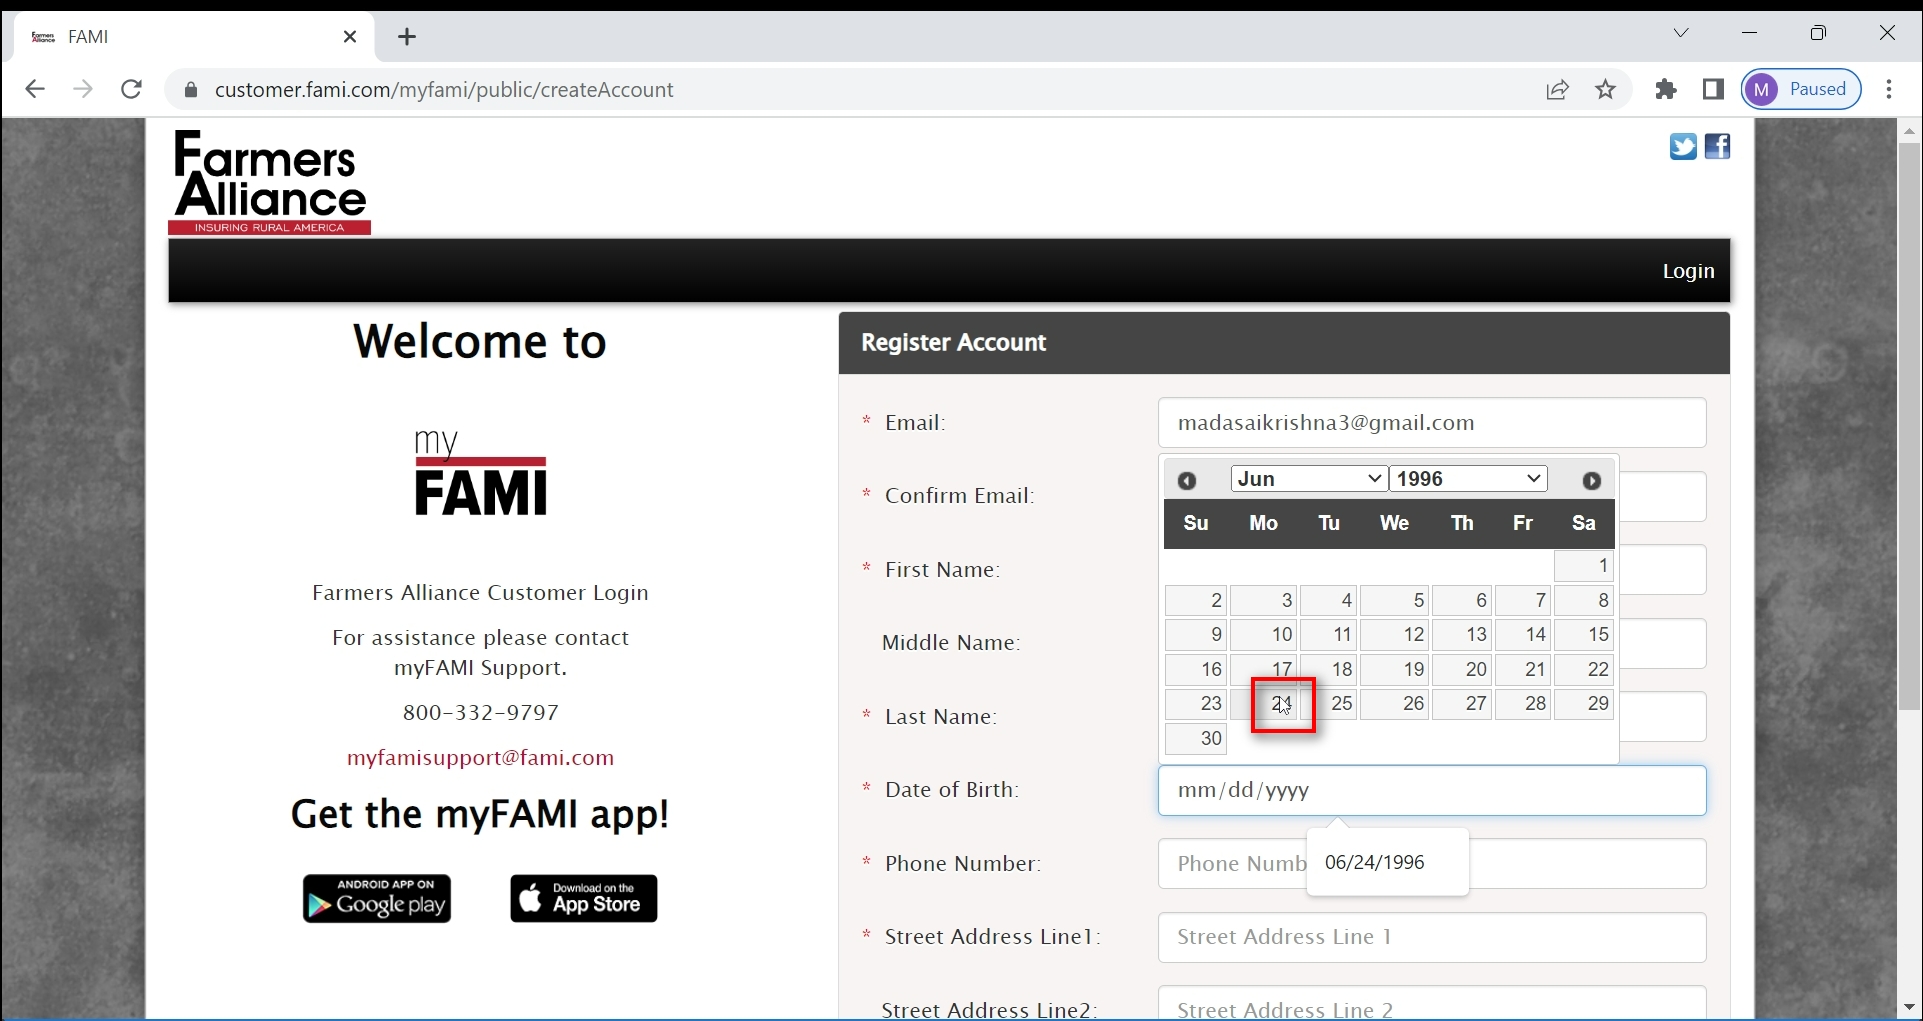 Farmers Alliance FAMI
customer.fami.com/myfami/public/createAccount
M Paused
Farmers
Alliance
INSURING RURAL AMERICA
Login
Welcome to
my
FAMI
Farmers Alliance Customer Login
For assistance please contact
myFAMI Support.
800-332-9797
myfamisupport@fami.com
Get the myFAMI app!
ANDROID APP ON
Google play
Download on the
App Store
Register Account
* Email: madasaikrishna3@gmail.com
* Confirm Email:
* First Name:
Middle Name:
* Last Name:
Jun 1996
Su Mo Tu We Th Fr Sa
1
2 3 4 5 6 7 8
9 10 11 12 13 14 15
16 17 18 19 20 21 22
23 24 25 26 27 28 29
30
* Date of Birth: mm/dd/yyyy
06/24/1996
* Phone Number: Phone Numb
* Street Address Line1: Street Address Line 1
Street Address Line2: Street Address Line 2